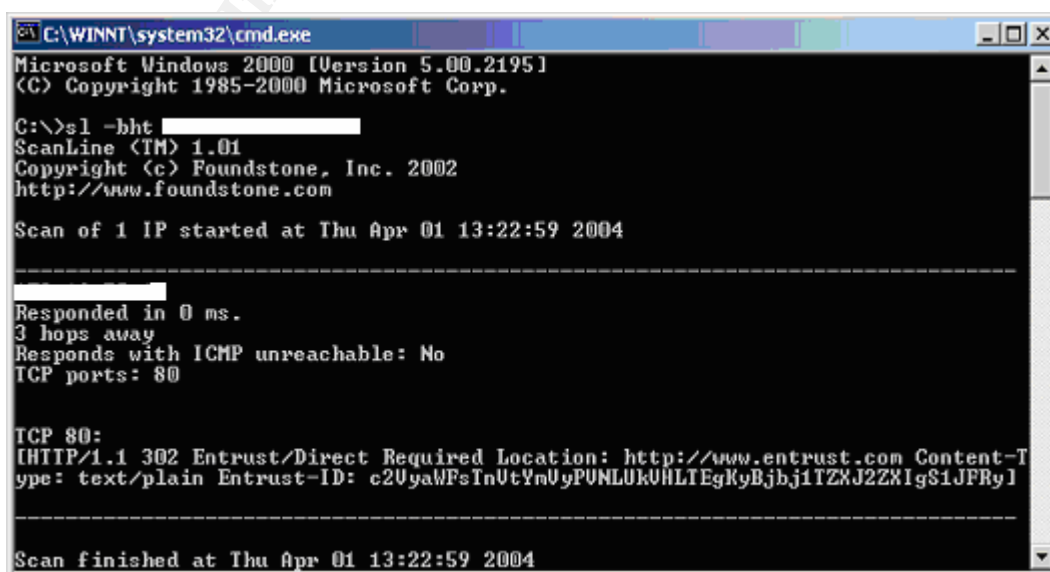 C:\WINNT\system32\cmd.exe
Microsoft Windows 2000 [Version 5.00.2195]
(C) Copyright 1985-2000 Microsoft Corp.
C:\>sl -bht
ScanLine (TM) 1.01
Copyright (c) Foundstone, Inc. 2002
http://www.foundstone.com
Scan of 1 IP started at Thu Apr 01 13:22:59 2004
Responded in 0 ms.
3 hops away
Responds with ICMP unreachable: No
TCP ports: 80
TCP 80:
[HTTP/1.1 302 Entrust/Direct Required Location: http://www.entrust.com Content-T
ype: text/plain Entrust-ID: c2VyaWFsTnVtYmVyPVNLUkVHLTEgKyBjbj1TZXJ2ZXIgS1JFRy]
Scan finished at Thu Apr 01 13:22:59 2004